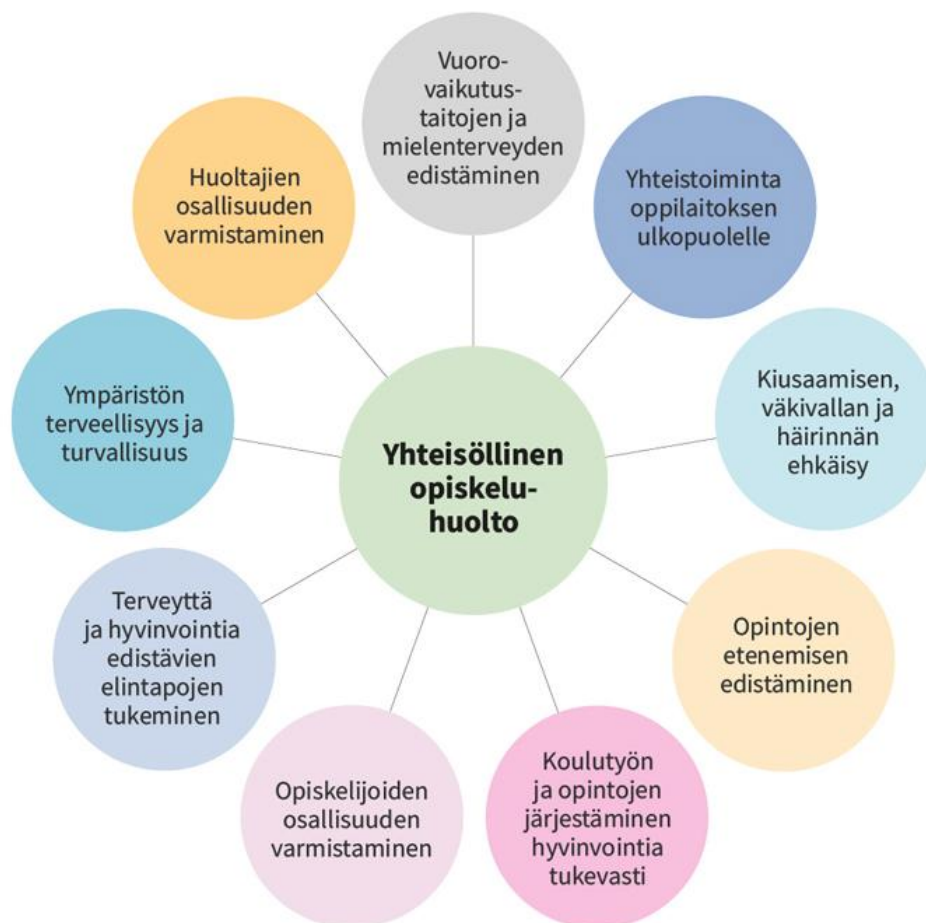 Vuoro-
vaikutus-
taitojen ja
mielenterveyden
edistäminen
Yhteistoiminta
oppilaitoksen
ulkopuolelle
Kiusaamisen,
väkivallan ja
häirinnän
ehkäisy
Opintojen
etenemisen
edistäminen
Koulutyön
ja opintojen
järjestäminen
hyvinvointia
tukevasti
Opiskelijoiden
osallisuuden
varmistaminen
Terveyttä
ja hyvinvointia
edistävien
elintapojen
tukeminen
Ympäristön
terveellisyys ja
turvallisuus
Huoltajien
osallisuuden
varmistaminen
Yhteisöllinen
opiskelu-
huolto